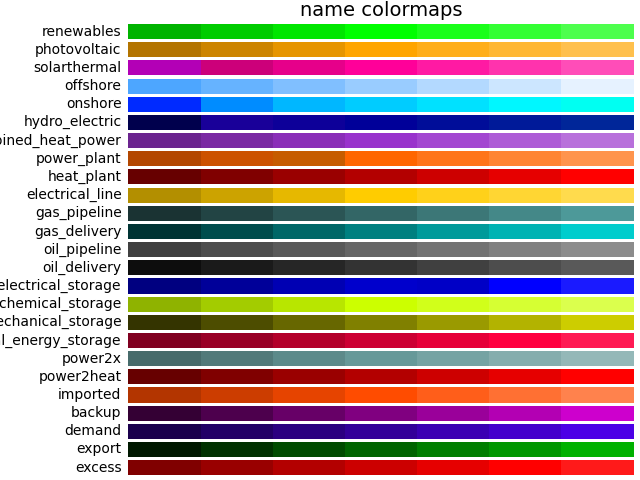 name colormaps
renewables
photovoltaic
solarthermal
offshore
onshore
hydro_electric
bined_heat_power
power_plant
heat_plant
electrical_line
gas_pipeline
gas_delivery
oil_pipeline
oil_delivery
electrical_storage
chemical_storage
echanical_storage
l_energy_storage
power2x
power2heat
imported
backup
demand
export
excess